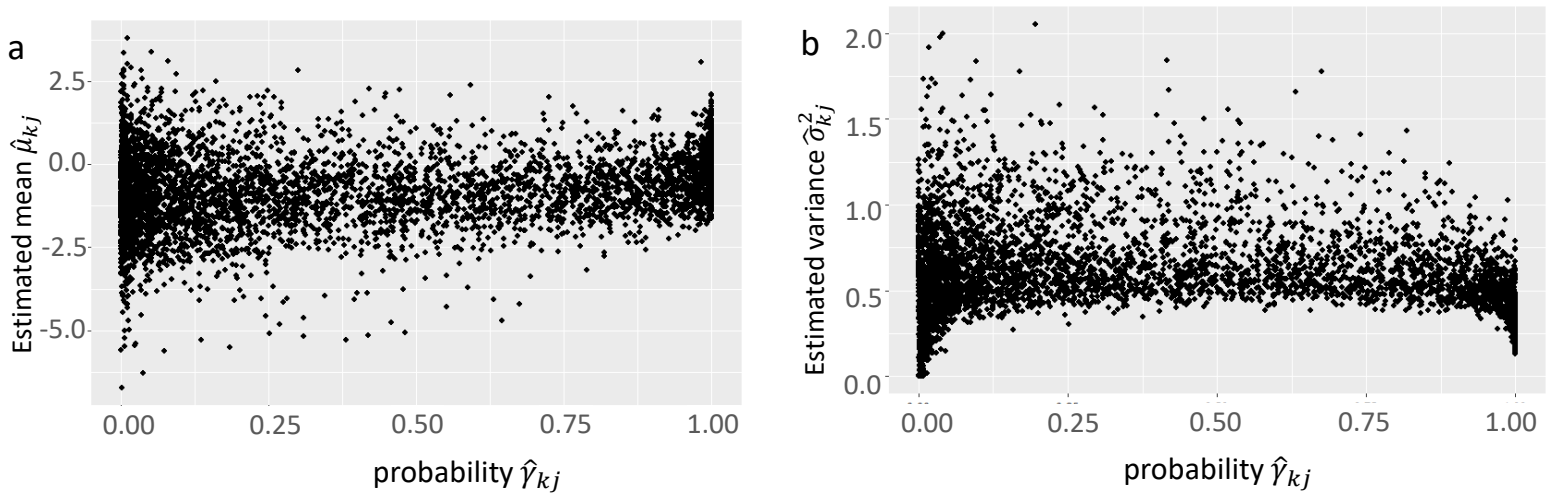 a
Estimated mean μ̂kj
2.5
0.0
-2.5
-5.0
0.00 0.25 0.50 0.75 1.00
probability γ̂kj
b
Estimated variance σ̂²kj
2.0
1.5
1.0
0.5
0.0
0.00 0.25 0.50 0.75 1.00
probability γ̂kj